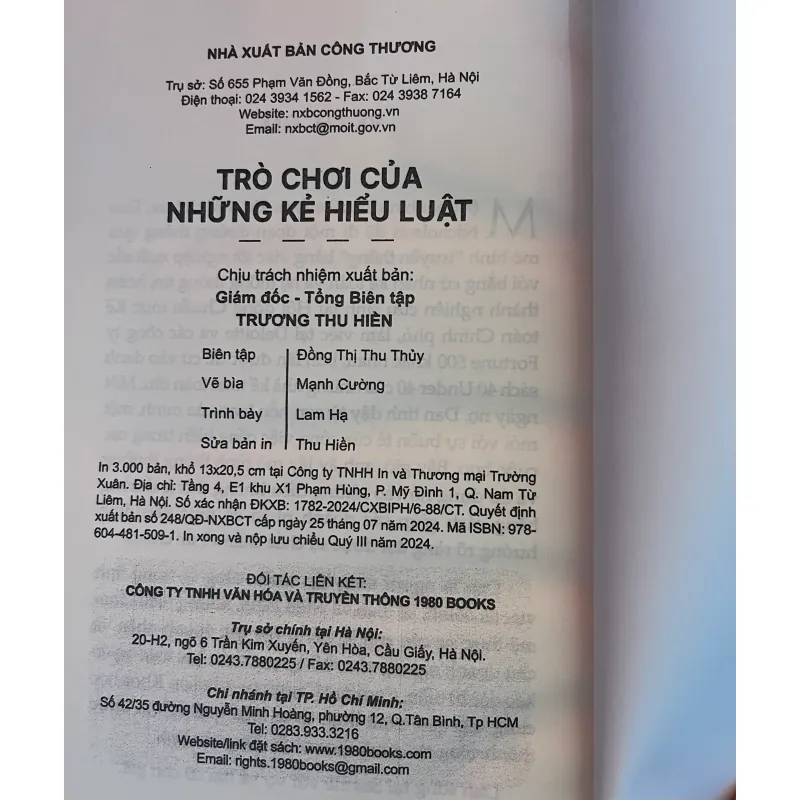 NHÀ XUẤT BẢN CÔNG THƯƠNG
Trụ sở: Số 655 Phạm Văn Đồng, Bắc Từ Liêm, Hà Nội
Điện thoại: 024 3934 1562 - Fax: 024 3938 7164
Website: nxbcongthuong.vn
Email: nxbct@moit.gov.vn
TRÒ CHƠI CỦA
NHỮNG KẺ HIỂU LUẬT
Chịu trách nhiệm xuất bản:
Giám đốc - Tổng Biên tập
TRƯƠNG THU HIỀN
Biên tập Đồng Thị Thu Thủy
Vẽ bìa Mạnh Cường
Trình bày Lam Hạ
Sửa bản in Thu Hiền
In 3.000 bản, khổ 13x20,5 cm tại Công ty TNHH In và Thương mại Trường
Xuân. Địa chỉ: Tầng 4, E1 khu X1 Phạm Hùng, P. Mỹ Đình 1, Q. Nam Từ
Liêm, Hà Nội. Số xác nhận ĐKXB: 1782-2024/CXBIPH/6-88/CT. Quyết định
xuất bản số 248/QĐ-NXBCT cấp ngày 25 tháng 07 năm 2024. Mã ISBN: 978-
604-481-509-1. In xong và nộp lưu chiểu Quý III năm 2024.
ĐỐI TÁC LIÊN KẾT:
CÔNG TY TNHH VĂN HÓA VÀ TRUYỀN THÔNG 1980 BOOKS
Trụ sở chính tại Hà Nội:
20-H2, ngõ 6 Trần Kim Xuyến, Yên Hòa, Cầu Giấy, Hà Nội.
Tel: 0243.7880225 / Fax: 0243.7880225
Chi nhánh tại TP. Hồ Chí Minh:
Số 42/35 đường Nguyễn Minh Hoàng, phường 12, Q.Tân Bình, Tp HCM
Tel: 0283.933.3216
Website/link đặt sách: www.1980books.com
Email: rights.1980books@gmail.com